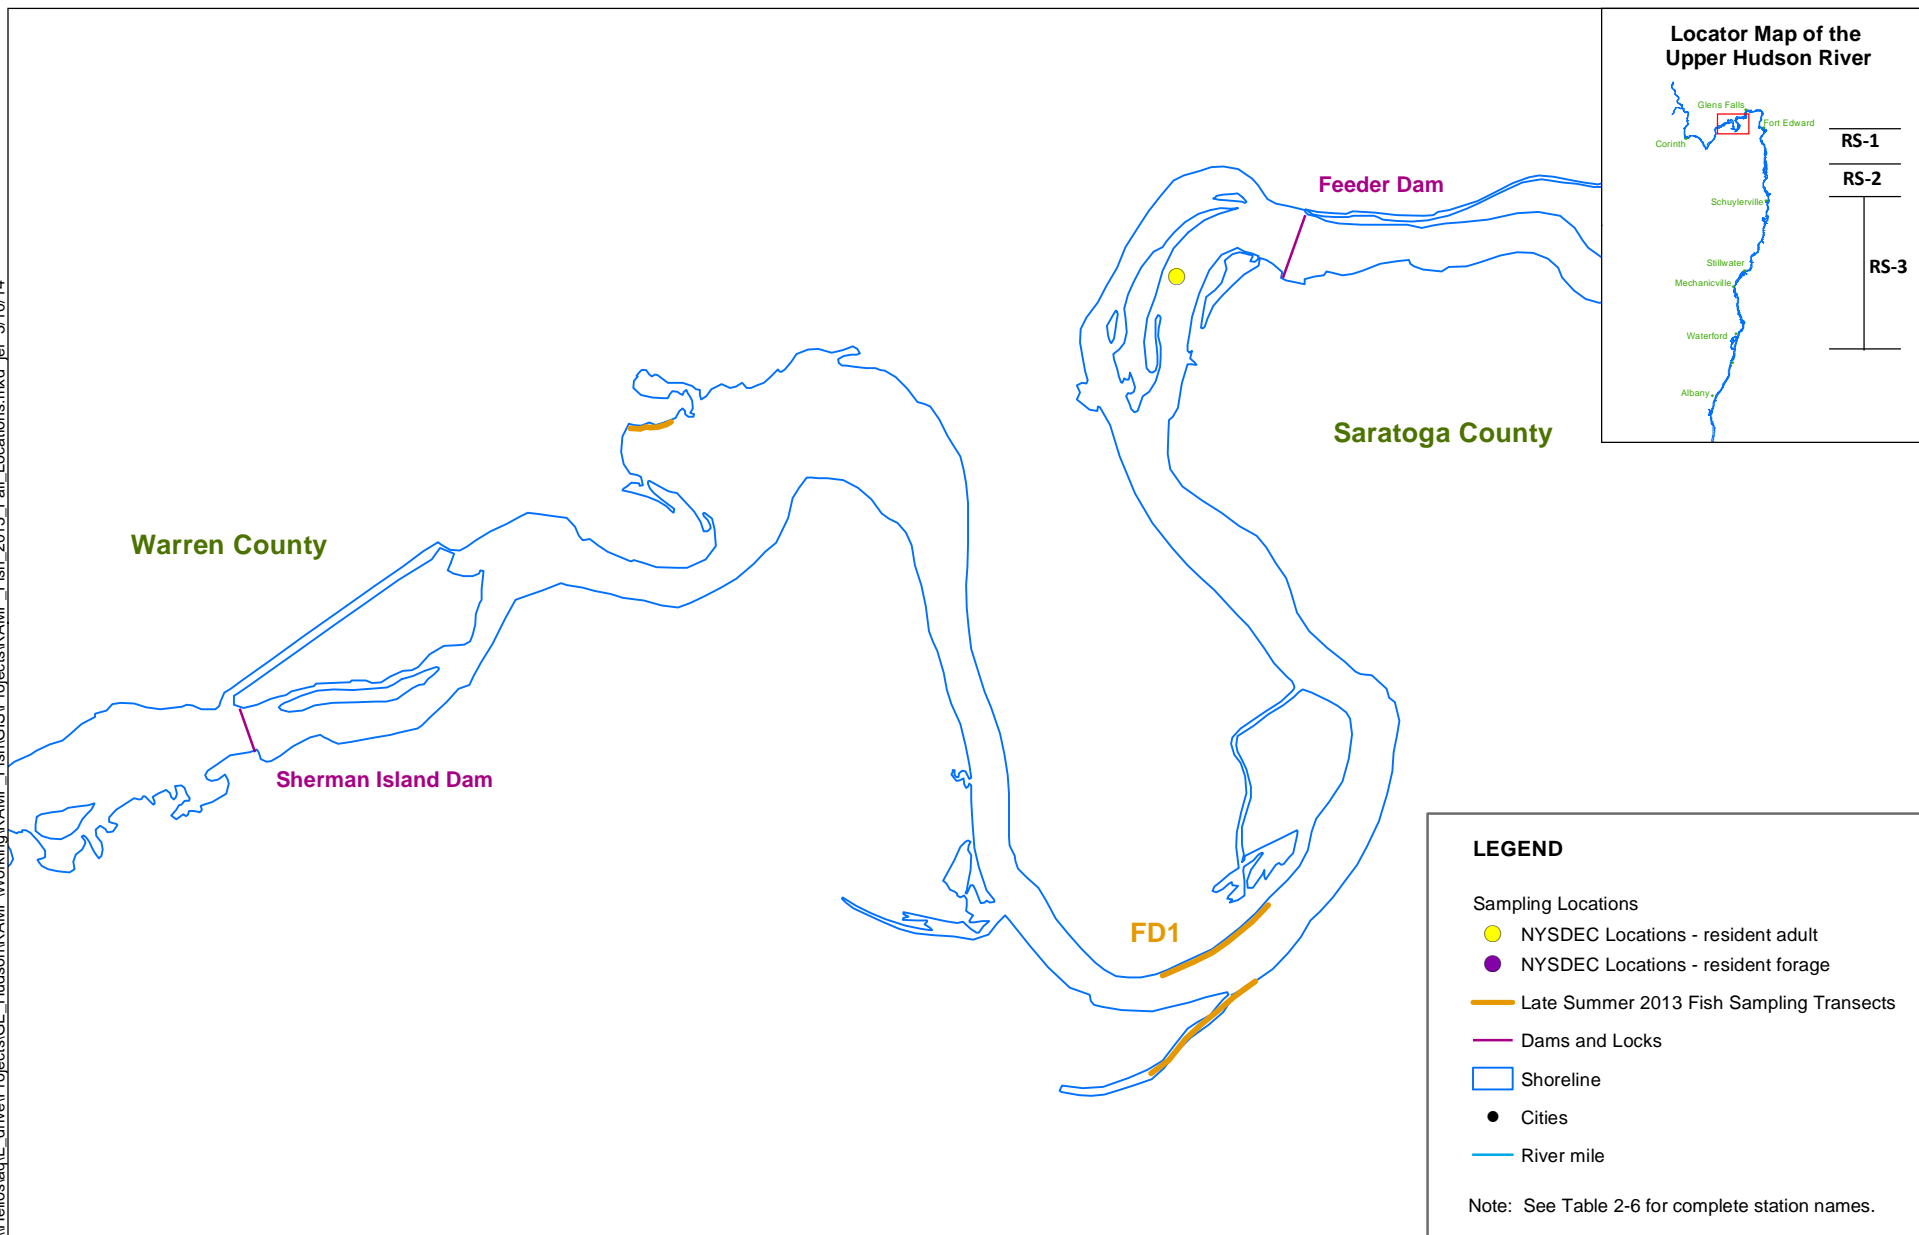 Locator Map of the
Upper Hudson River
Glens Falls
Fort Edward
Corinth
RS-1
RS-2
Schuylerville
RS-3
Stillwater
Mechanicville
Waterford
Albany
Feeder Dam
Saratoga County
Warren County
Sherman Island Dam
FD1
LEGEND
Sampling Locations
NYSDEC Locations - resident adult
NYSDEC Locations - resident forage
Late Summer 2013 Fish Sampling Transects
Dams and Locks
Shoreline
Cities
River mile
Note: See Table 2-6 for complete station names.